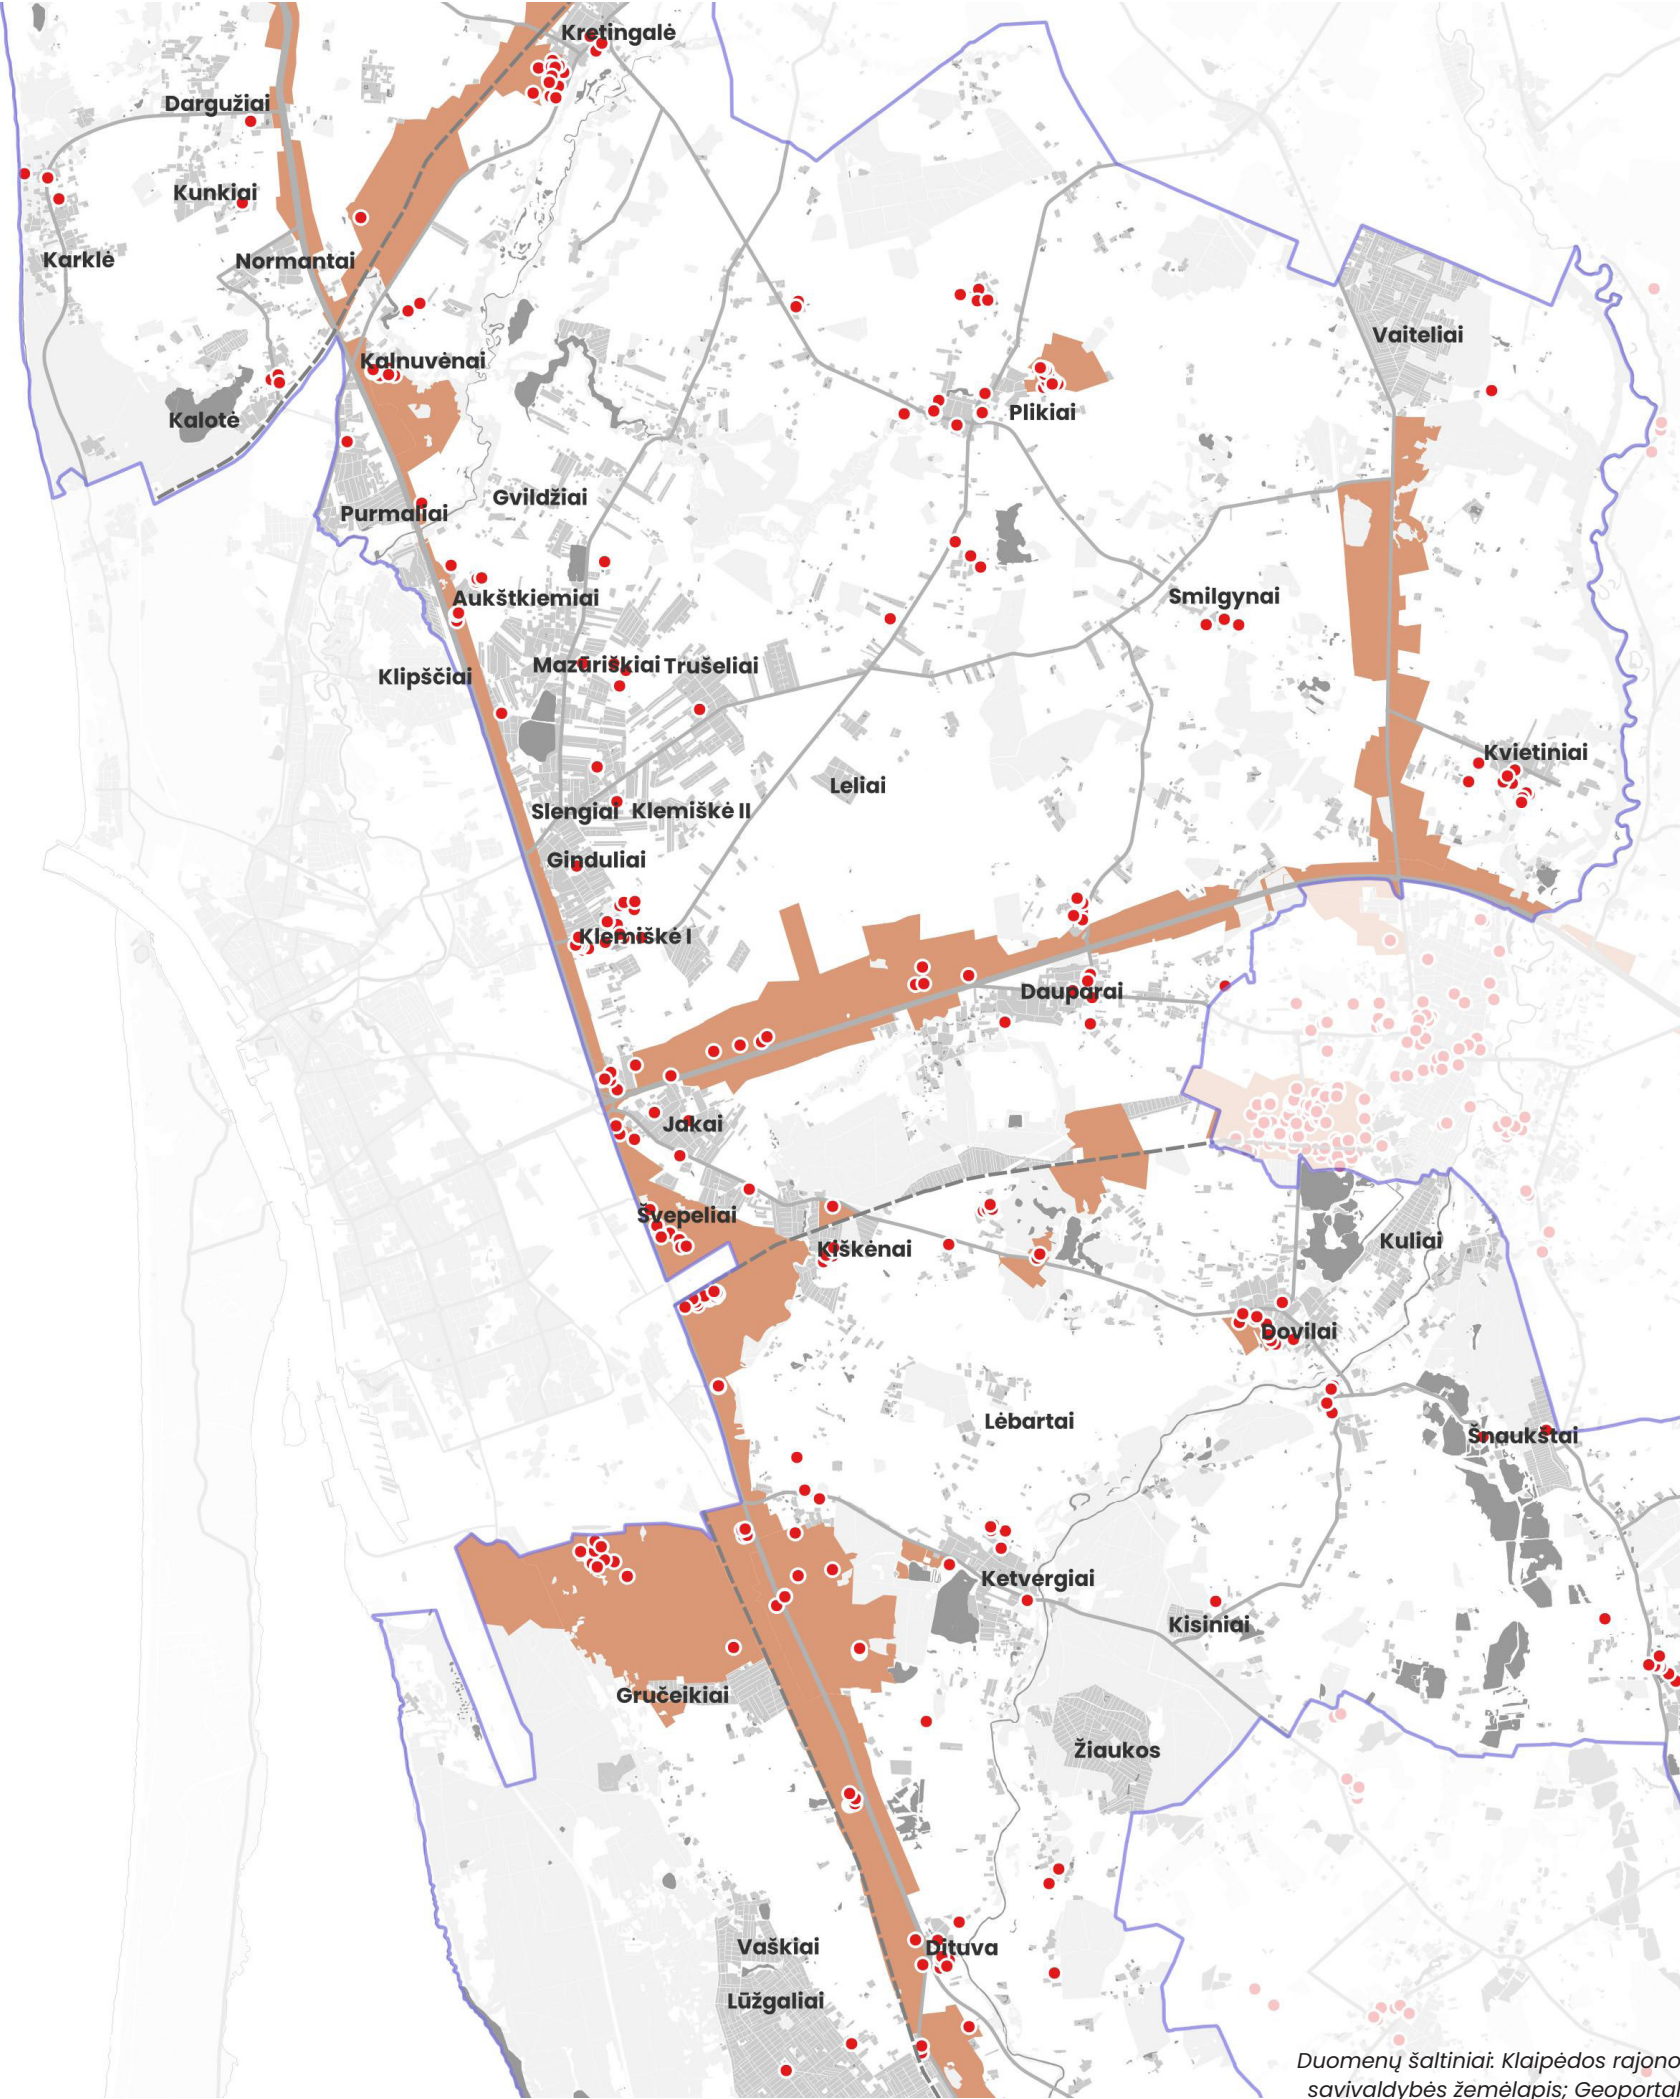 Kretingalė
Dargužiai
Kunkiai
Karklė
Normantai
Vaiteliai
Kalnuvėnai
Plikiai
Kalotė
Gvildžiai
Purmaliai
Smilgynai
Aukštkiemiai
Mazūriškiai
Trušeliai
Klipščiai
Kvietiniai
Leliai
Slengiai
Klemiškė II
Ginduliai
Klemiškė I
Dauparai
Jakai
Švepeliai
Kiškėnai
Kuliai
Dovilai
Lėbartai
Šnaukštai
Ketvergiai
Kisiniai
Gručeikiai
Žiaukos
Vaškiai
Dituva
Lūžgaliai
Duomenų šaltiniai: Klaipėdos rajono
savivaldybės žemėlapis; Geoportal